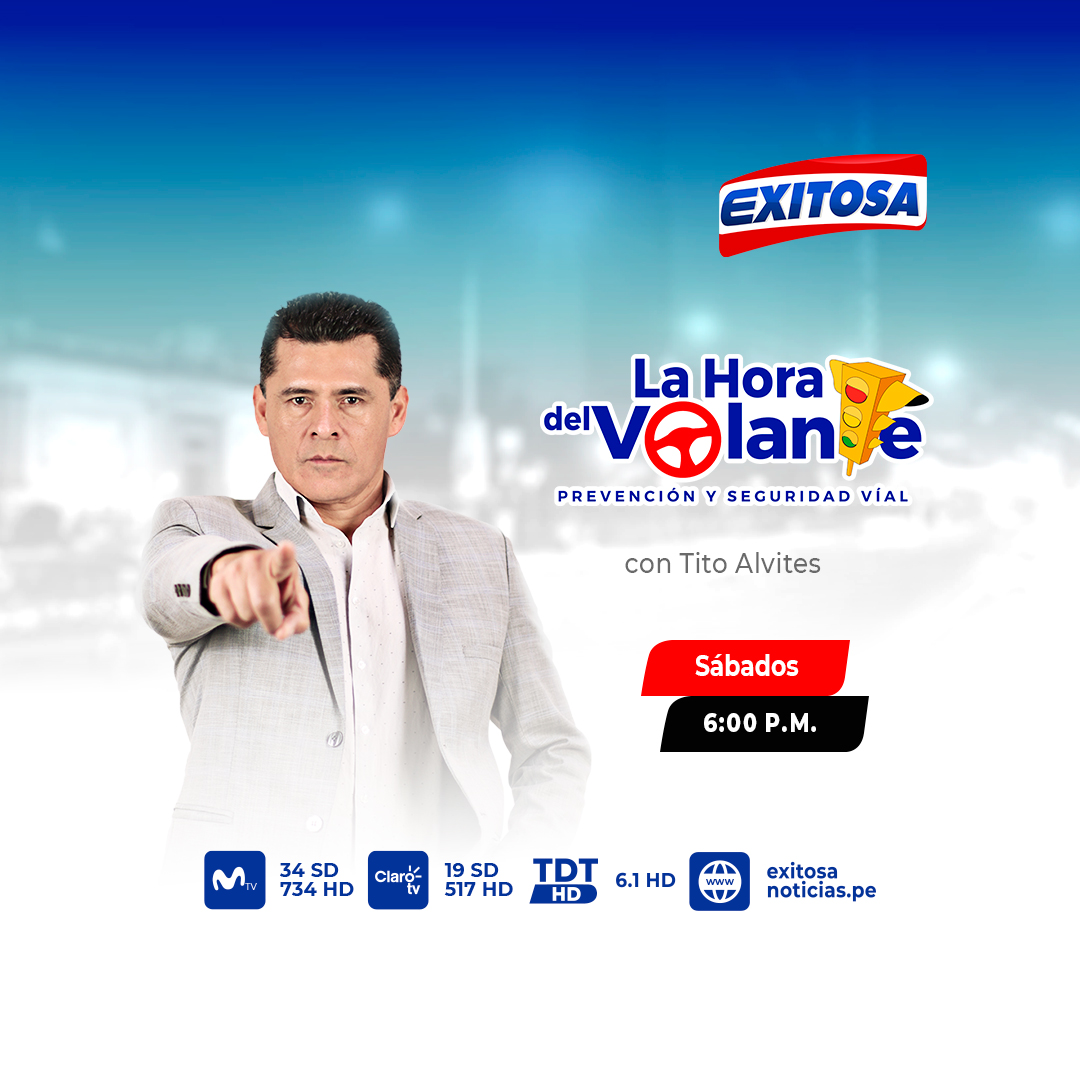 EXITOSA
La Hora
del Volante
PREVENCIÓN Y SEGURIDAD VÍAL
con Tito Alvites
Sábados
6:00 P.M.
TV
34 SD
734 HD
Claro
tv
19 SD
517 HD
TDT
HD
6.1 HD
www
exitosa
noticias.pe